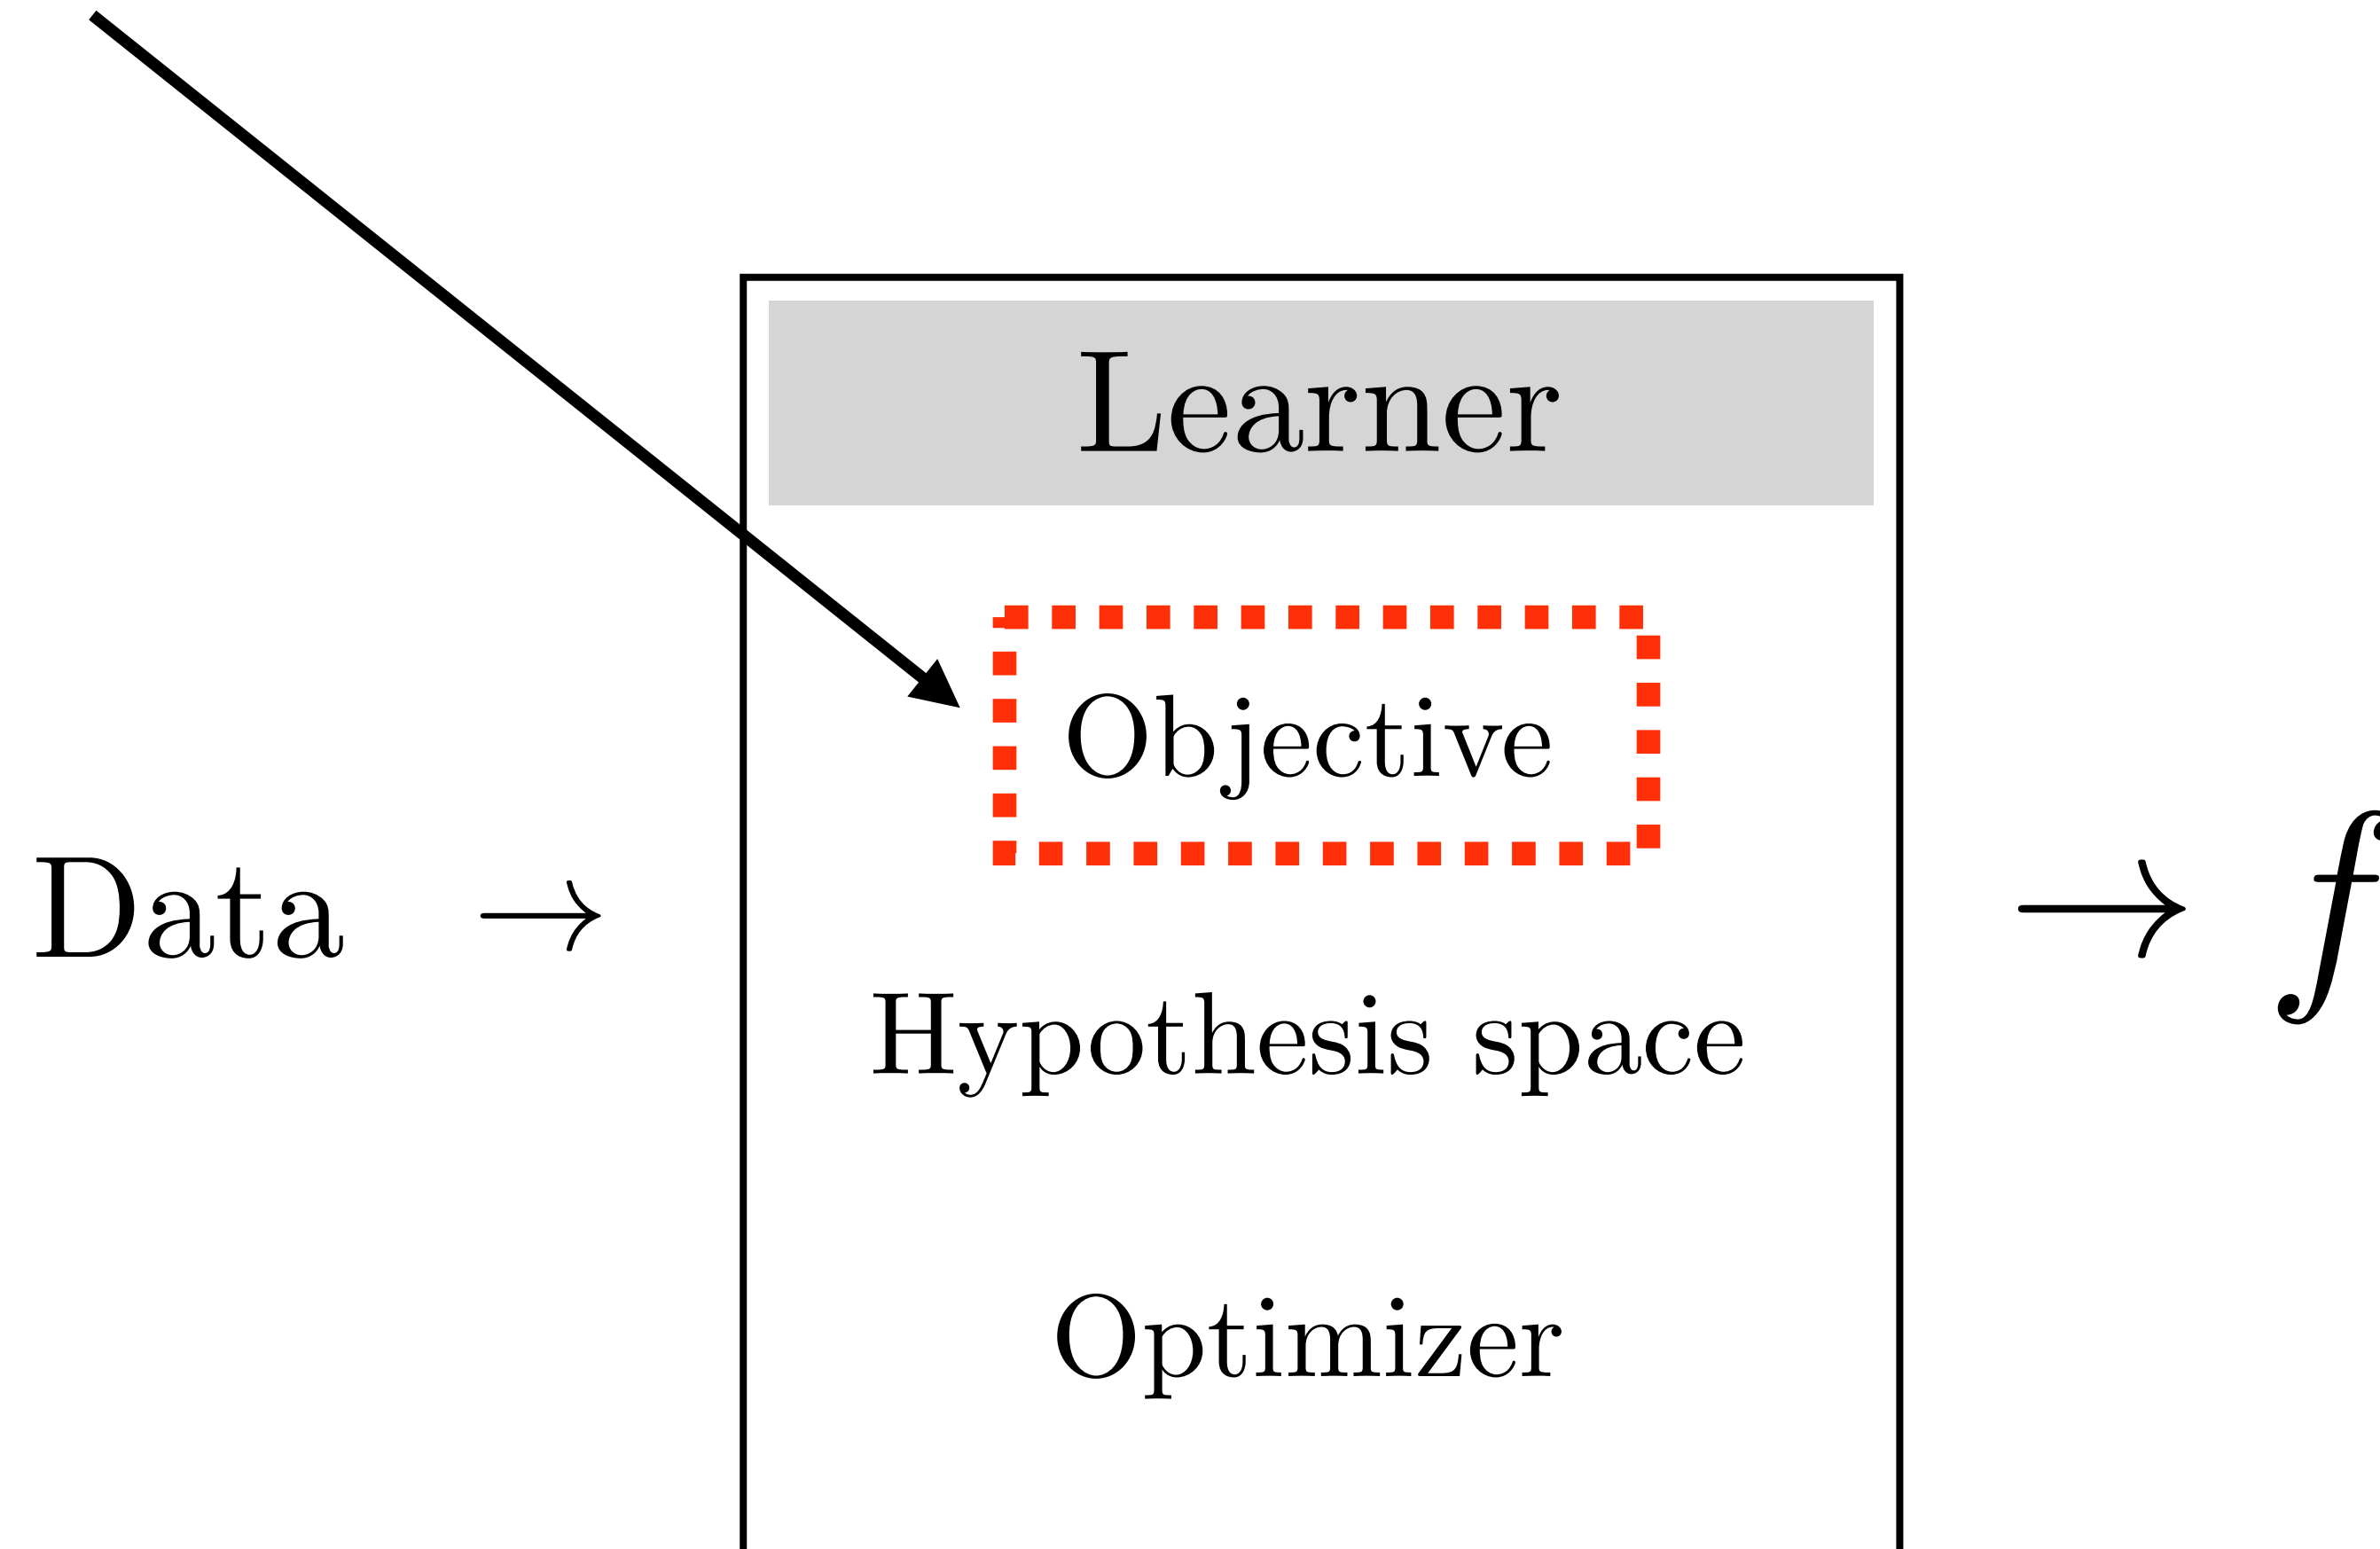 Learner
Objective
Data → → f
Hypothesis space
Optimizer